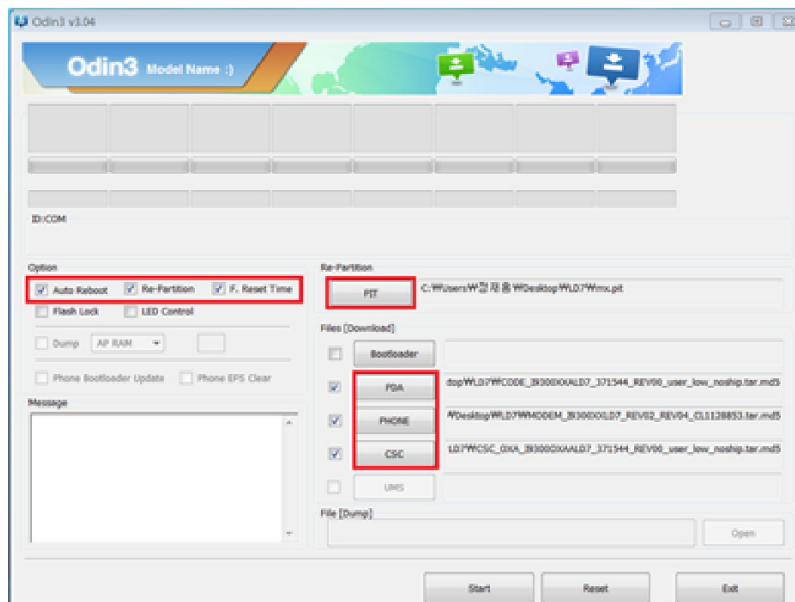 Odin3 v3.04
Odin3 Model Name :)
ID:COM
Option
Auto Reboot Re-Partition F. Reset Time
Flash Lock LED Control
Dump AP RAM
Phone Bootloader Update Phone EFS Clear
Message
Re-Partition
PIT C:₩Users₩정재웅₩Desktop₩LD7₩mx.pit
Files [Download]
Bootloader
PDA dop₩LD7₩CODE_I9300XXALD7_371544_REV00_user_low_noship.tar.md5
PHONE ₩Desktop₩LD7₩MODEM_I9300XXLD7_REV02_REV04_CL1128853.tar.md5
CSC LD7₩CSC_OXA_I9300OXAALD7_371544_REV00_user_low_noship.tar.md5
UMS
File [Dump]
Open
Start Reset Exit